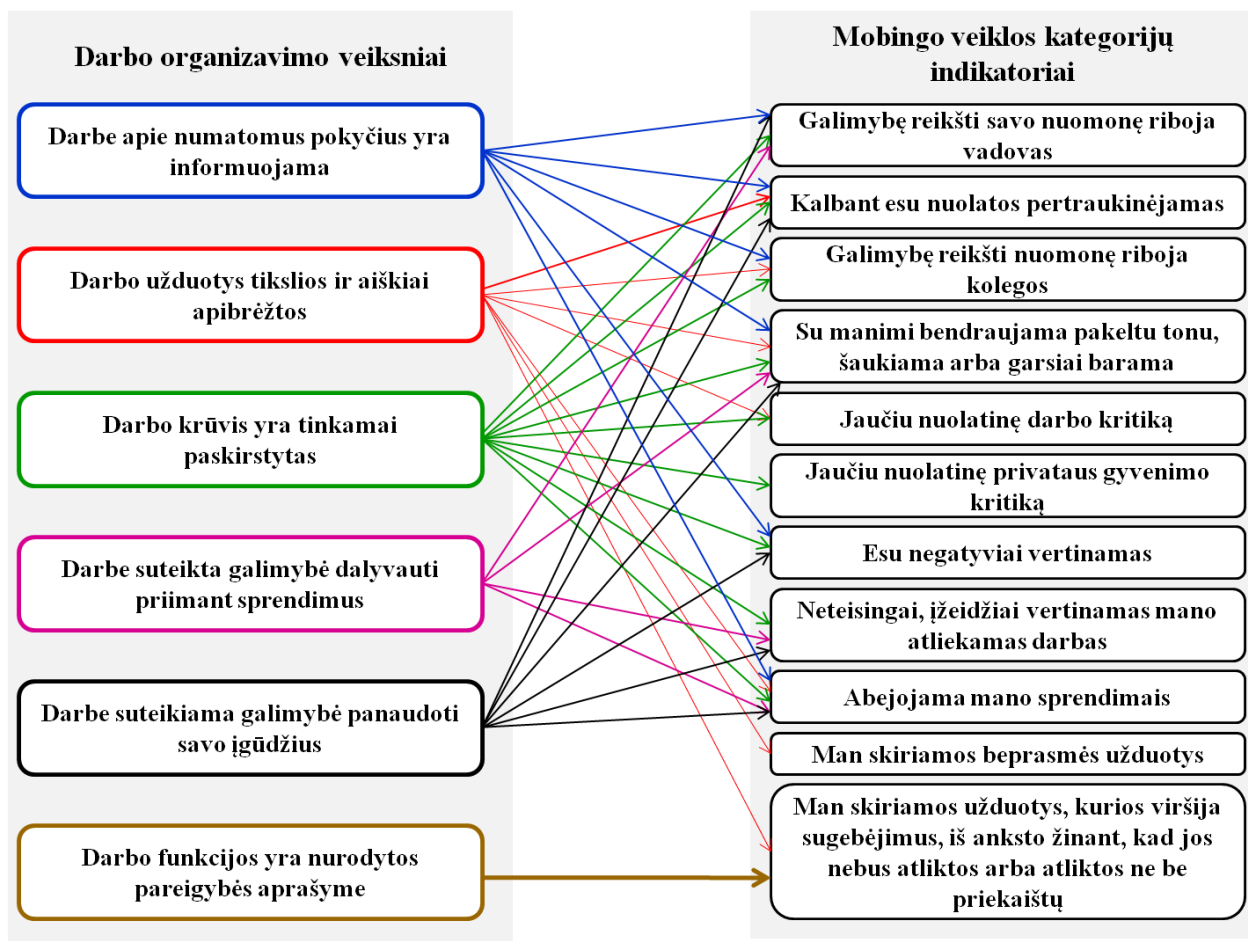 Darbo organizavimo veiksniai
Darbe apie numatomus pokyčius yra
informuojama
Darbo užduotys tikslios ir aiškiai
apibrėžtos
Darbo krūvis yra tinkamai
paskirstytas
Darbe suteikta galimybė dalyvauti
priimant sprendimus
Darbe suteikiama galimybė panaudoti
savo įgūdžius
Darbo funkcijos yra nurodytos
pareigybės aprašyme
Mobingo veiklos kategorijų
indikatoriai
Galimybę reikšti savo nuomonę riboja
vadovas
Kalbant esu nuolatos pertraukinėjamas
Galimybę reikšti nuomonę riboja
kolegos
Su manimi bendraujama pakeltu tonu,
šaukiama arba garsiai barama
Jaučiu nuolatinę darbo kritiką
Jaučiu nuolatinę privataus gyvenimo
kritiką
Esu negatyviai vertinamas
Neteisingai, įžeidžiai vertinamas mano
atliekamas darbas
Abejojama mano sprendimais
Man skiriamos beprasmės užduotys
Man skiriamos užduotys, kurios viršija
sugebėjimus, iš anksto žinant, kad jos
nebus atliktos arba atliktos ne be
priekaištų